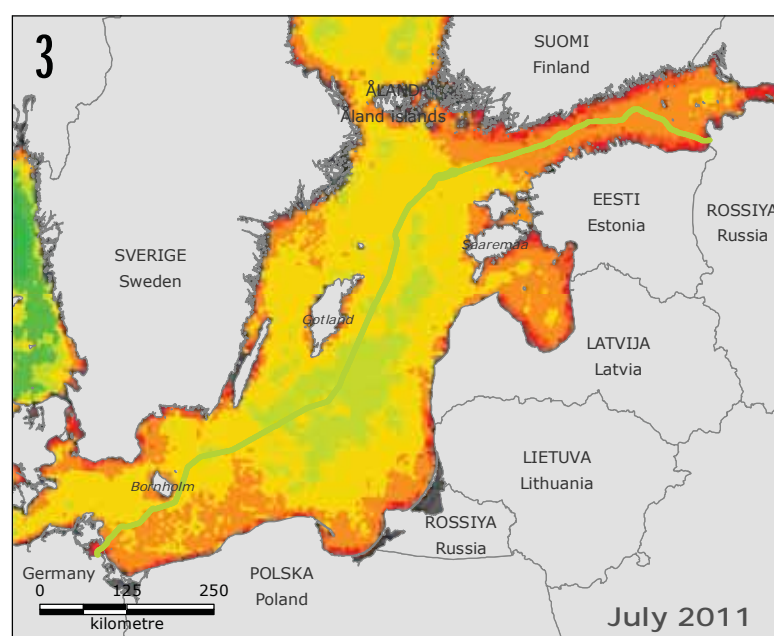 3
SUOMI
Finland
ÅLAND
Åland islands
EESTI
Estonia
ROSSIYA
Russia
SVERIGE
Sweden
Saaremaa
Gotland
LATVIJA
Latvia
LIETUVA
Lithuania
Bornholm
ROSSIYA
Russia
Germany
POLSKA
Poland
0 125 250
kilometre
July 2011